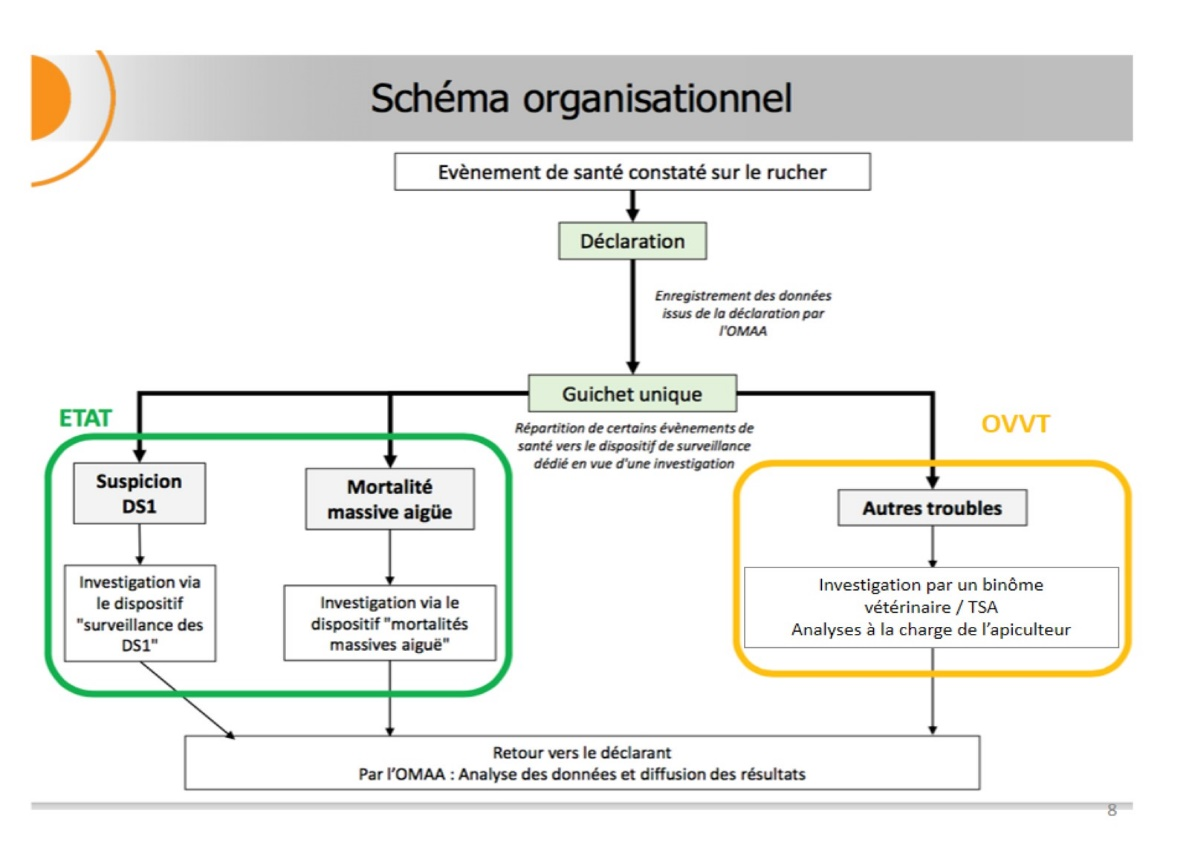 Schéma organisationnel
Evènement de santé constaté sur le rucher
Déclaration
Enregistrement des données
issus de la déclaration par
l'OMAA
Guichet unique
Répartition de certains évènements de
santé vers le dispositif de surveillance
dédié en vue d'une investigation
ETAT
OVVT
Suspicion
DS1
Mortalité
massive aigüe
Autres troubles
Investigation via
le dispositif
"surveillance des
DS1"
Investigation via le
dispositif "mortalités
massives aiguë"
Investigation par un binôme
vétérinaire / TSA
Analyses à la charge de l’apiculteur
Retour vers le déclarant
Par l’OMAA : Analyse des données et diffusion des résultats
8